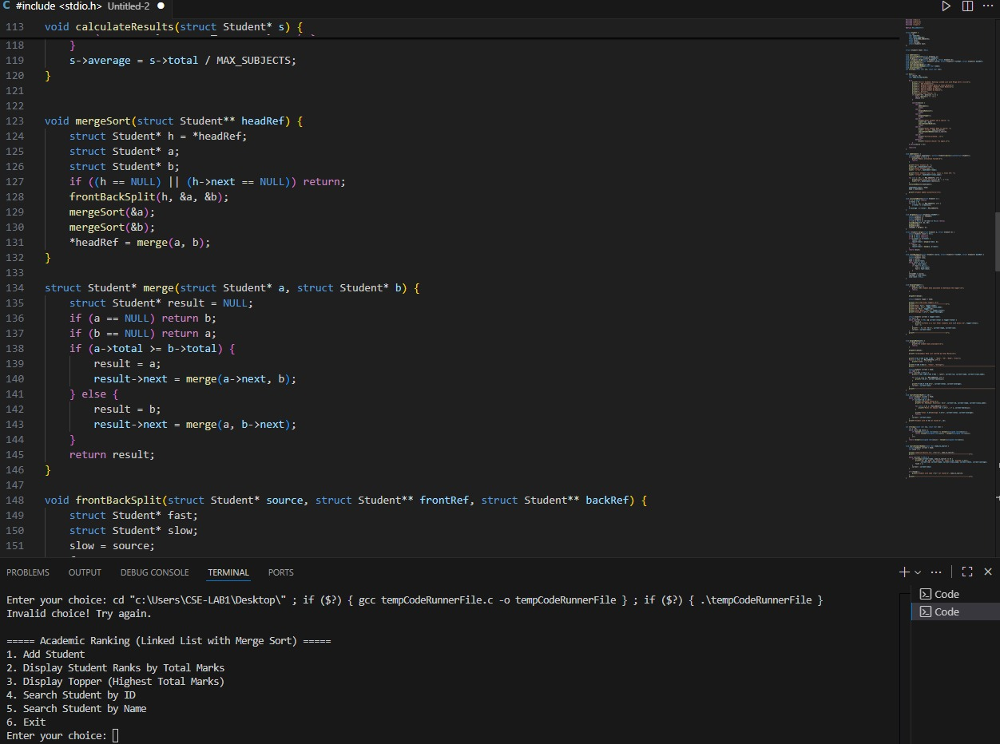 #include <stdio.h> Untitled-2
113 void calculateResults(struct Student* s) {
118 }
119 s->average = s->total / MAX_SUBJECTS;
120 }
121
122
123 void mergeSort(struct Student** headRef) {
124 struct Student* h = *headRef;
125 struct Student* a;
126 struct Student* b;
127 if ((h == NULL) || (h->next == NULL)) return;
128 frontBackSplit(h, &a, &b);
129 mergeSort(&a);
130 mergeSort(&b);
131 *headRef = merge(a, b);
132 }
133
134 struct Student* merge(struct Student* a, struct Student* b) {
135 struct Student* result = NULL;
136 if (a == NULL) return b;
137 if (b == NULL) return a;
138 if (a->total >= b->total) {
139 result = a;
140 result->next = merge(a->next, b);
141 } else {
142 result = b;
143 result->next = merge(a, b->next);
144 }
145 return result;
146 }
147
148 void frontBackSplit(struct Student* source, struct Student** frontRef, struct Student** backRef) {
149 struct Student* fast;
150 struct Student* slow;
151 slow = source;
PROBLEMS OUTPUT DEBUG CONSOLE TERMINAL PORTS
Enter your choice: cd "c:\Users\CSE-LAB1\Desktop\" ; if ($?) { gcc tempCodeRunnerFile.c -o tempCodeRunnerFile } ; if ($?) { .\tempCodeRunnerFile }
Invalid choice! Try again.
===== Academic Ranking (Linked List with Merge Sort) =====
1. Add Student
2. Display Student Ranks by Total Marks
3. Display Topper (Highest Total Marks)
4. Search Student by ID
5. Search Student by Name
6. Exit
Enter your choice:
Code
Code